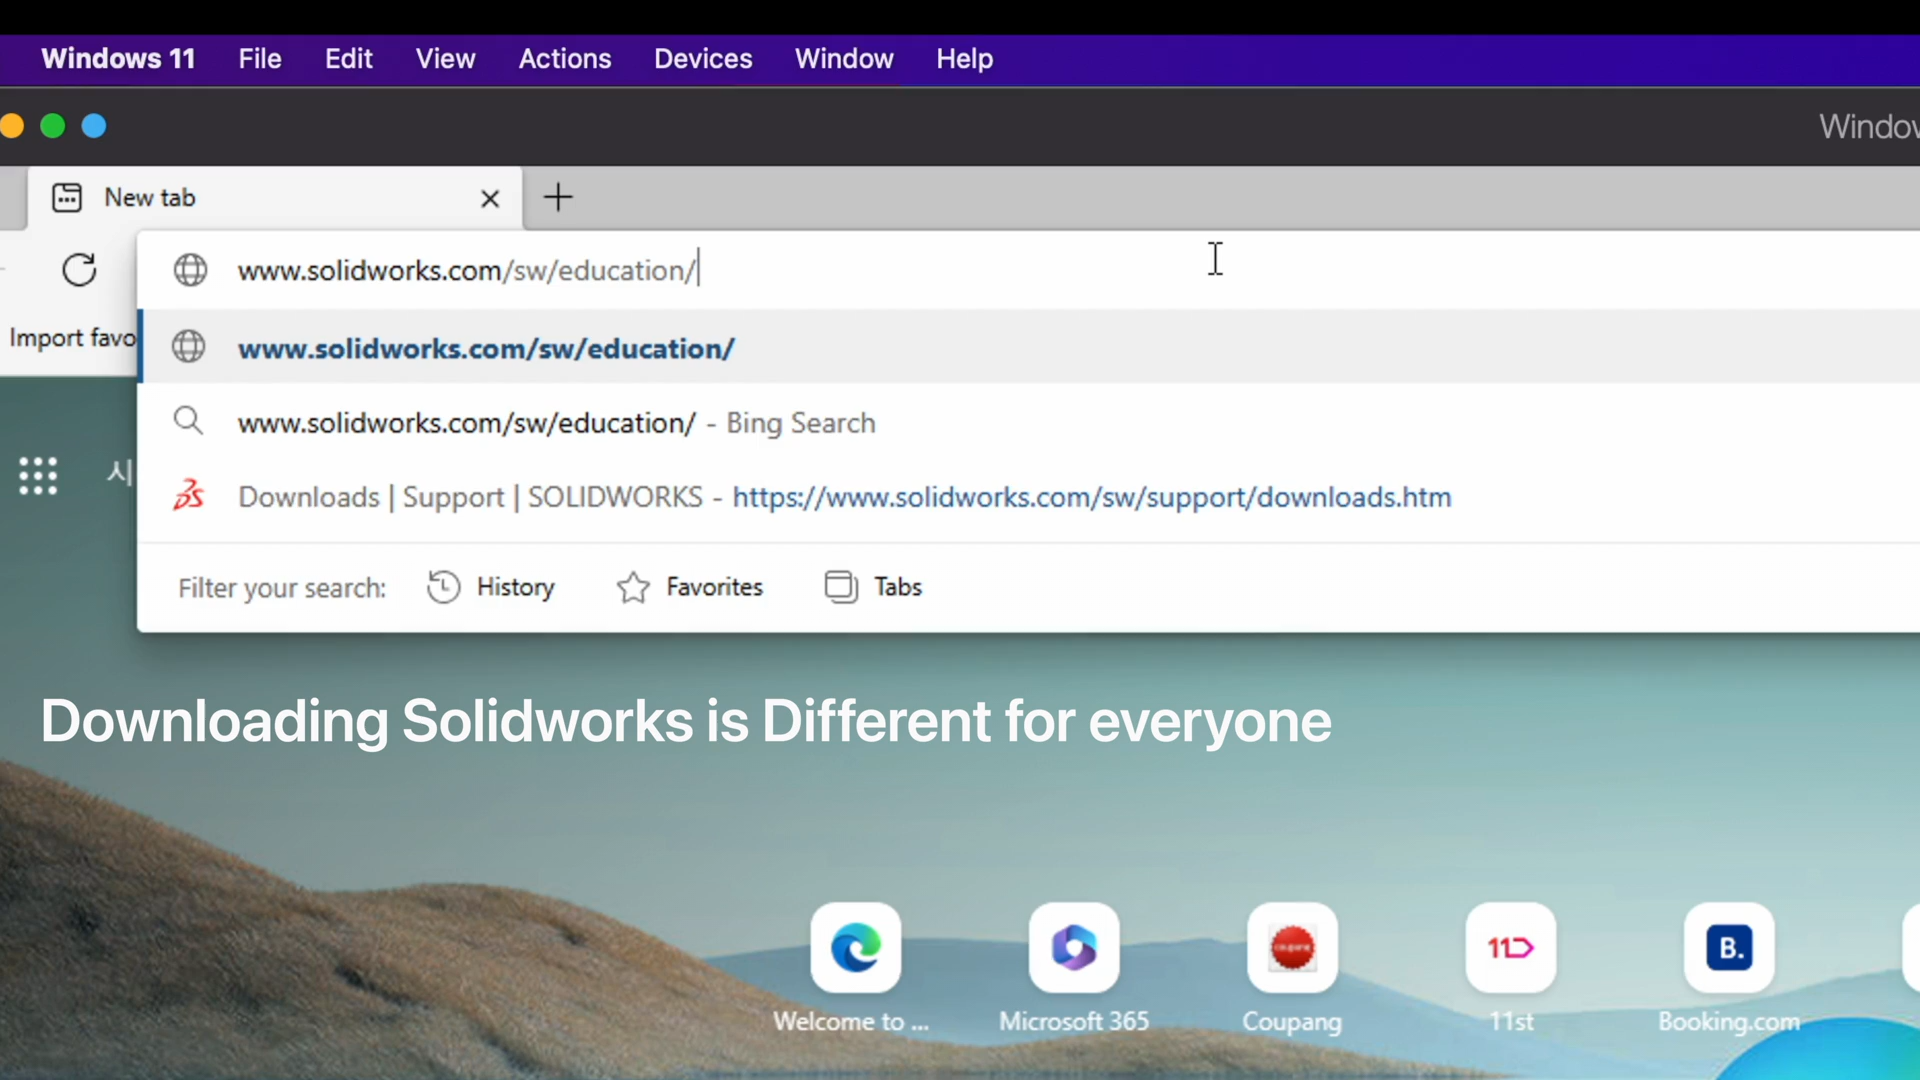 Windows 11 File Edit View Actions Devices Window Help
Window
New tab
www.solidworks.com/sw/education/
Import favo
www.solidworks.com/sw/education/
www.solidworks.com/sw/education/ - Bing Search
시
Downloads | Support | SOLIDWORKS - https://www.solidworks.com/sw/support/downloads.htm
Filter your search: History Favorites Tabs
Downloading Solidworks is Different for everyone
coupang
11
B.
Welcome to ... Microsoft 365 Coupang 11st Booking.com